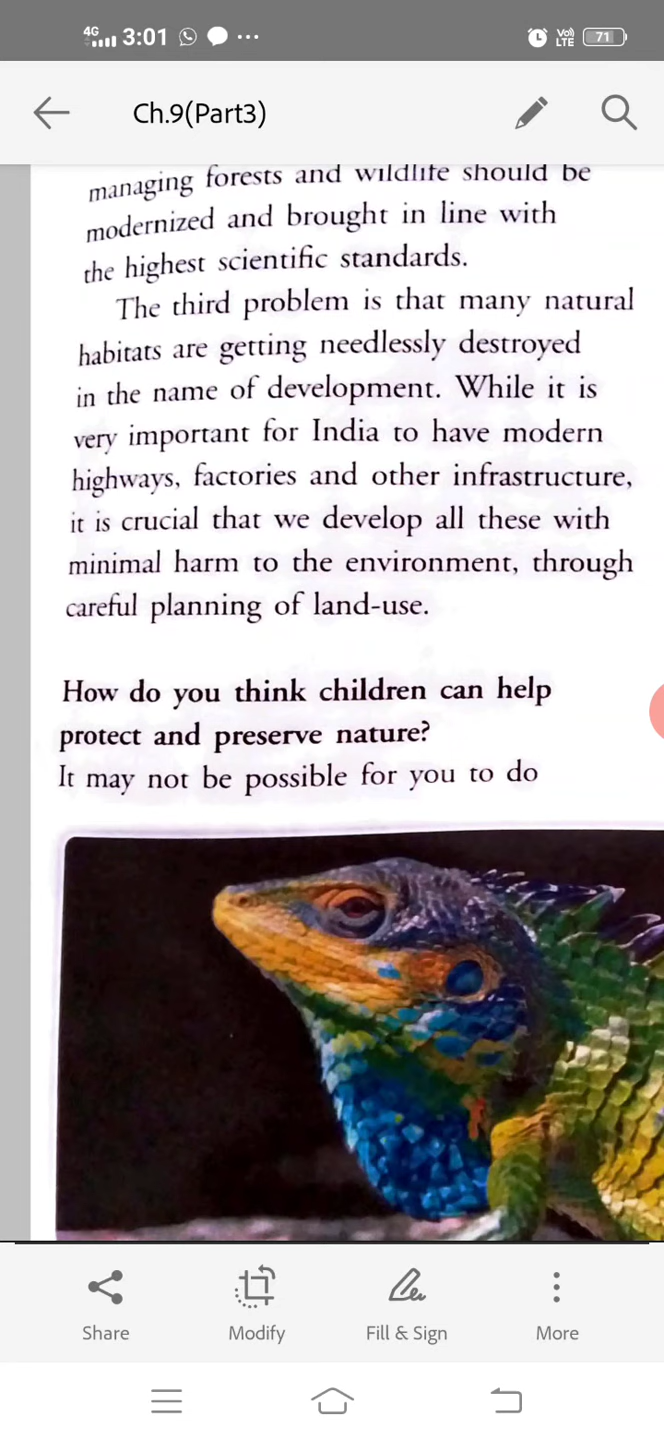 4G 3:01 ...
Vo)) LTE 71
Ch.9(Part3)
managing forests and wildlife should be
modernized and brought in line with
the highest scientific standards.
The third problem is that many natural
habitats are getting needlessly destroyed
in the name of development. While it is
very important for India to have modern
highways, factories and other infrastructure,
it is crucial that we develop all these with
minimal harm to the environment, through
careful planning of land-use.
How do you think children can help
protect and preserve nature?
It may not be possible for you to do
Share Modify Fill & Sign More